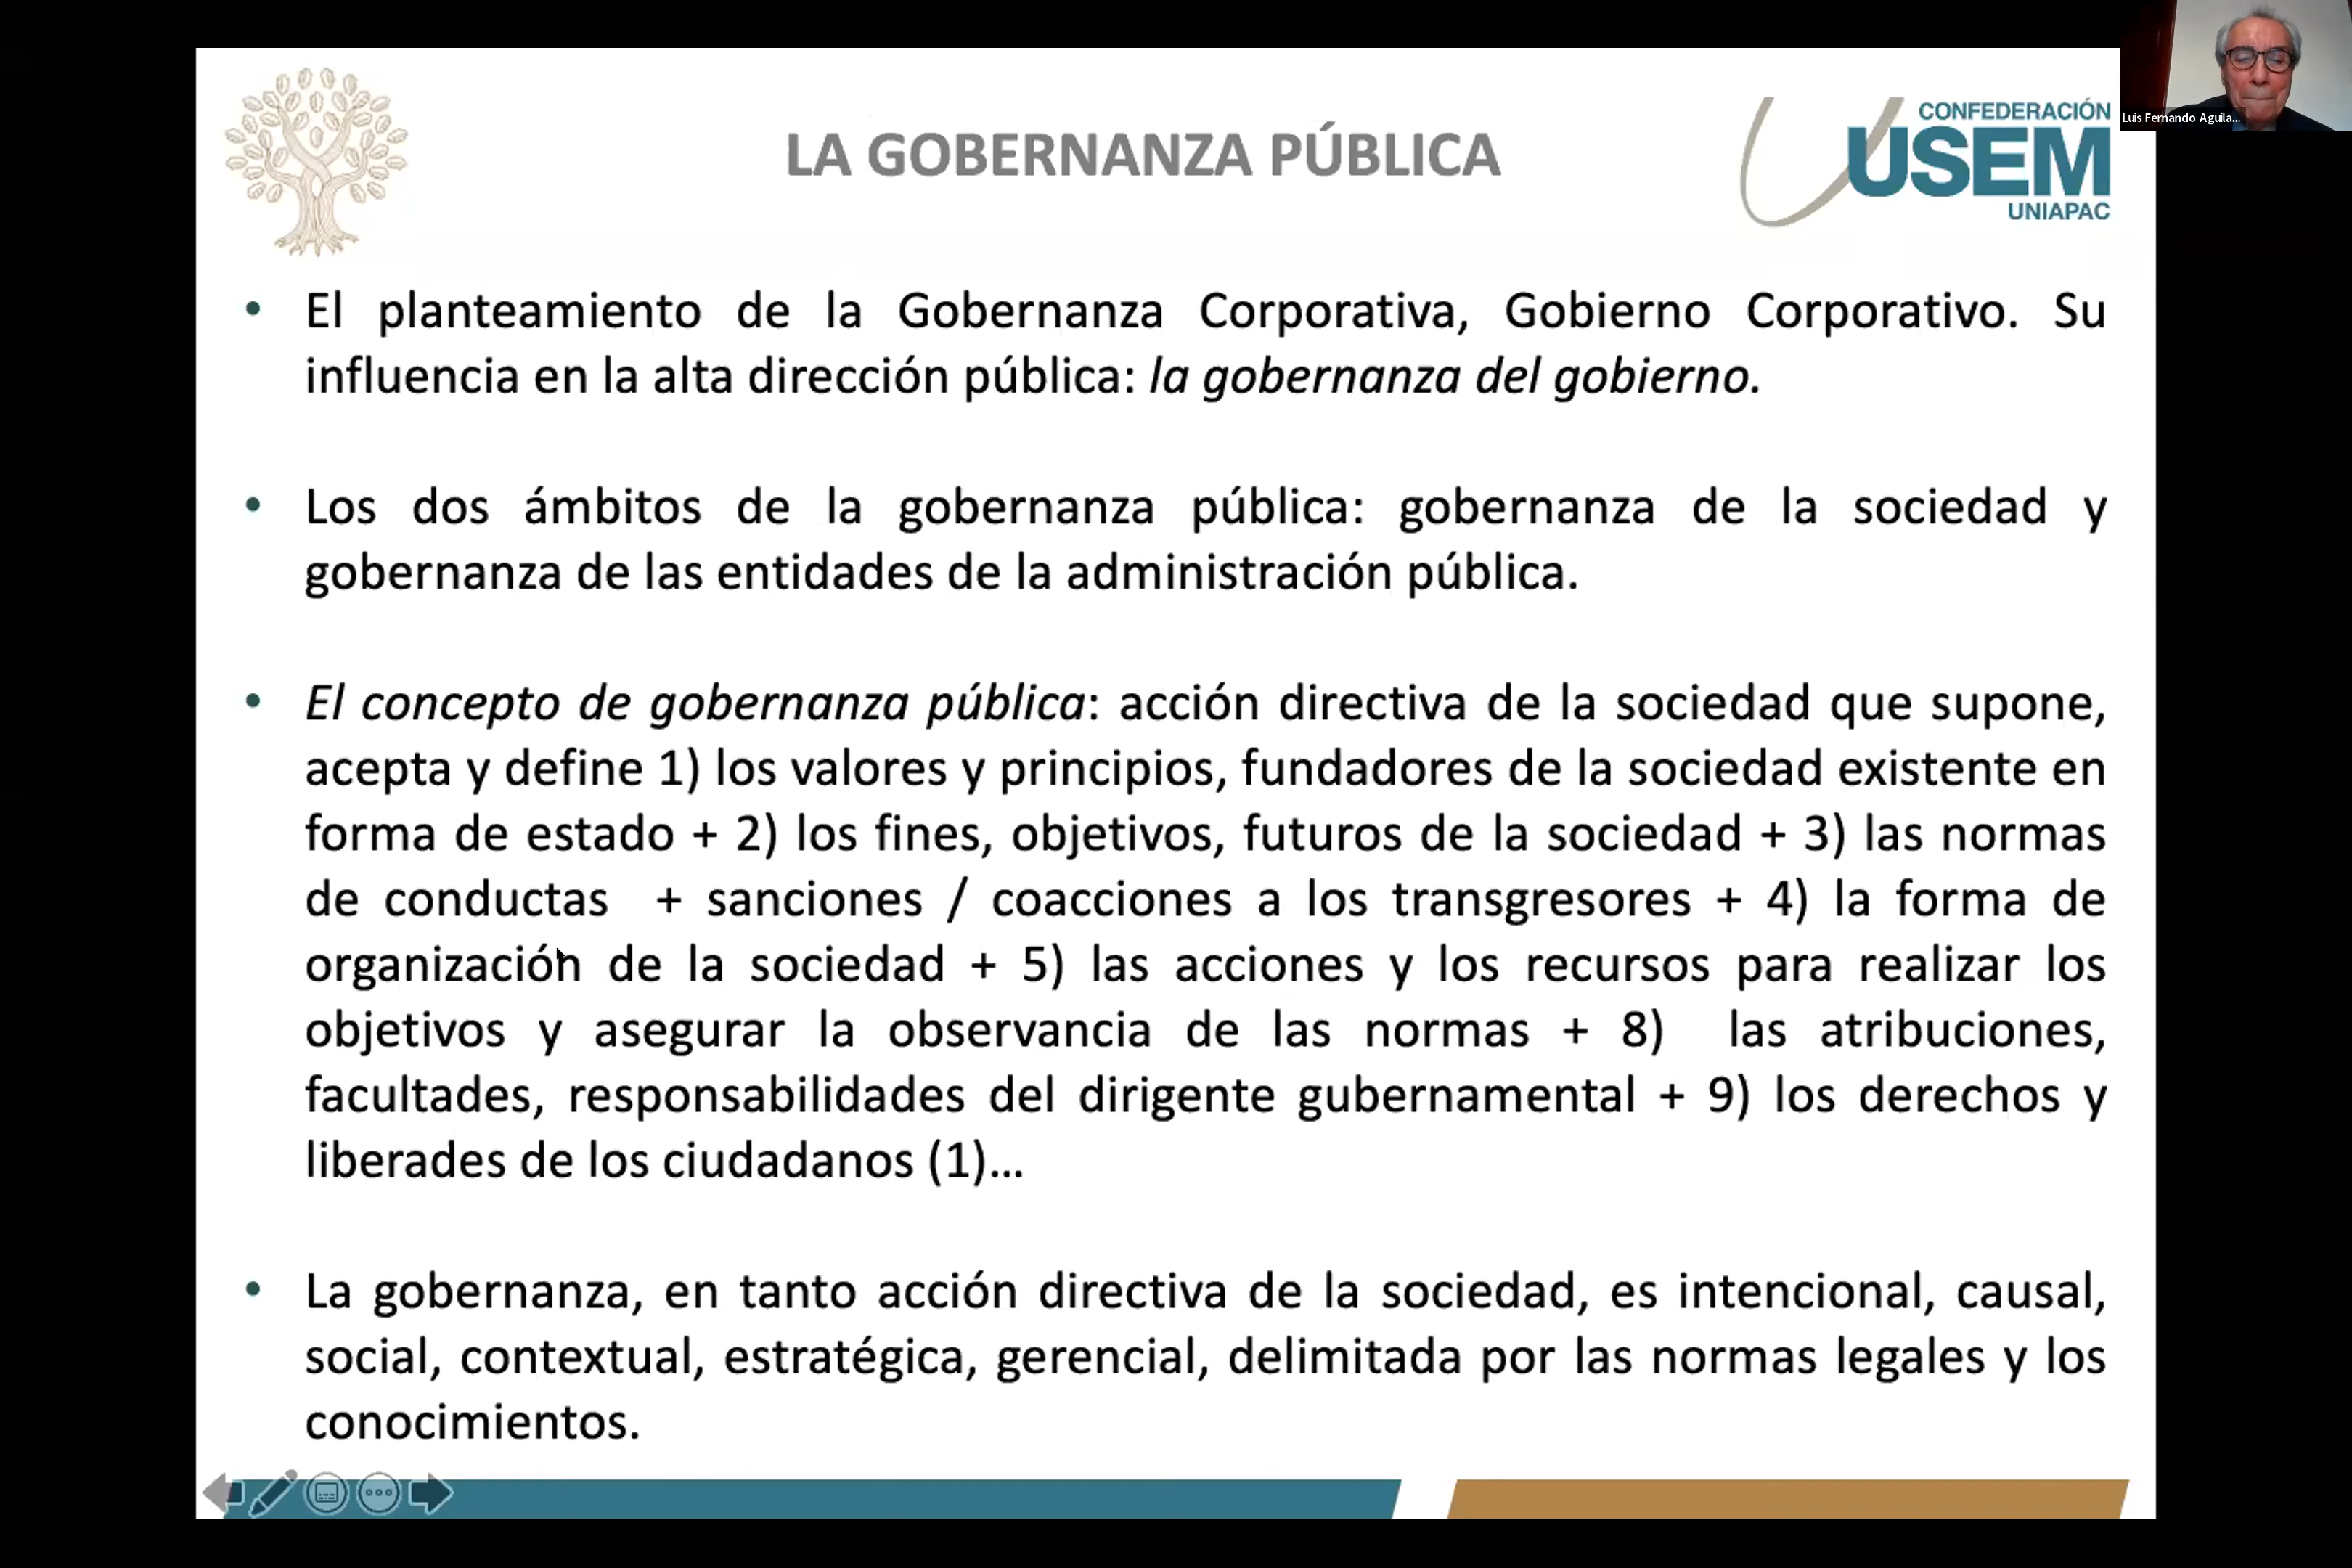 LA GOBERNANZA PÚBLICA
CONFEDERACIÓN
USEM
UNIAPAC
Luis Fernando Aguila...
• El planteamiento de la Gobernanza Corporativa, Gobierno Corporativo. Su
influencia en la alta dirección pública: la gobernanza del gobierno.
• Los dos ámbitos de la gobernanza pública: gobernanza de la sociedad y
gobernanza de las entidades de la administración pública.
• El concepto de gobernanza pública: acción directiva de la sociedad que supone,
acepta y define 1) los valores y principios, fundadores de la sociedad existente en
forma de estado + 2) los fines, objetivos, futuros de la sociedad + 3) las normas
de conductas + sanciones / coacciones a los transgresores + 4) la forma de
organización de la sociedad + 5) las acciones y los recursos para realizar los
objetivos y asegurar la observancia de las normas + 8) las atribuciones,
facultades, responsabilidades del dirigente gubernamental + 9) los derechos y
liberades de los ciudadanos (1)...
• La gobernanza, en tanto acción directiva de la sociedad, es intencional, causal,
social, contextual, estratégica, gerencial, delimitada por las normas legales y los
conocimientos.